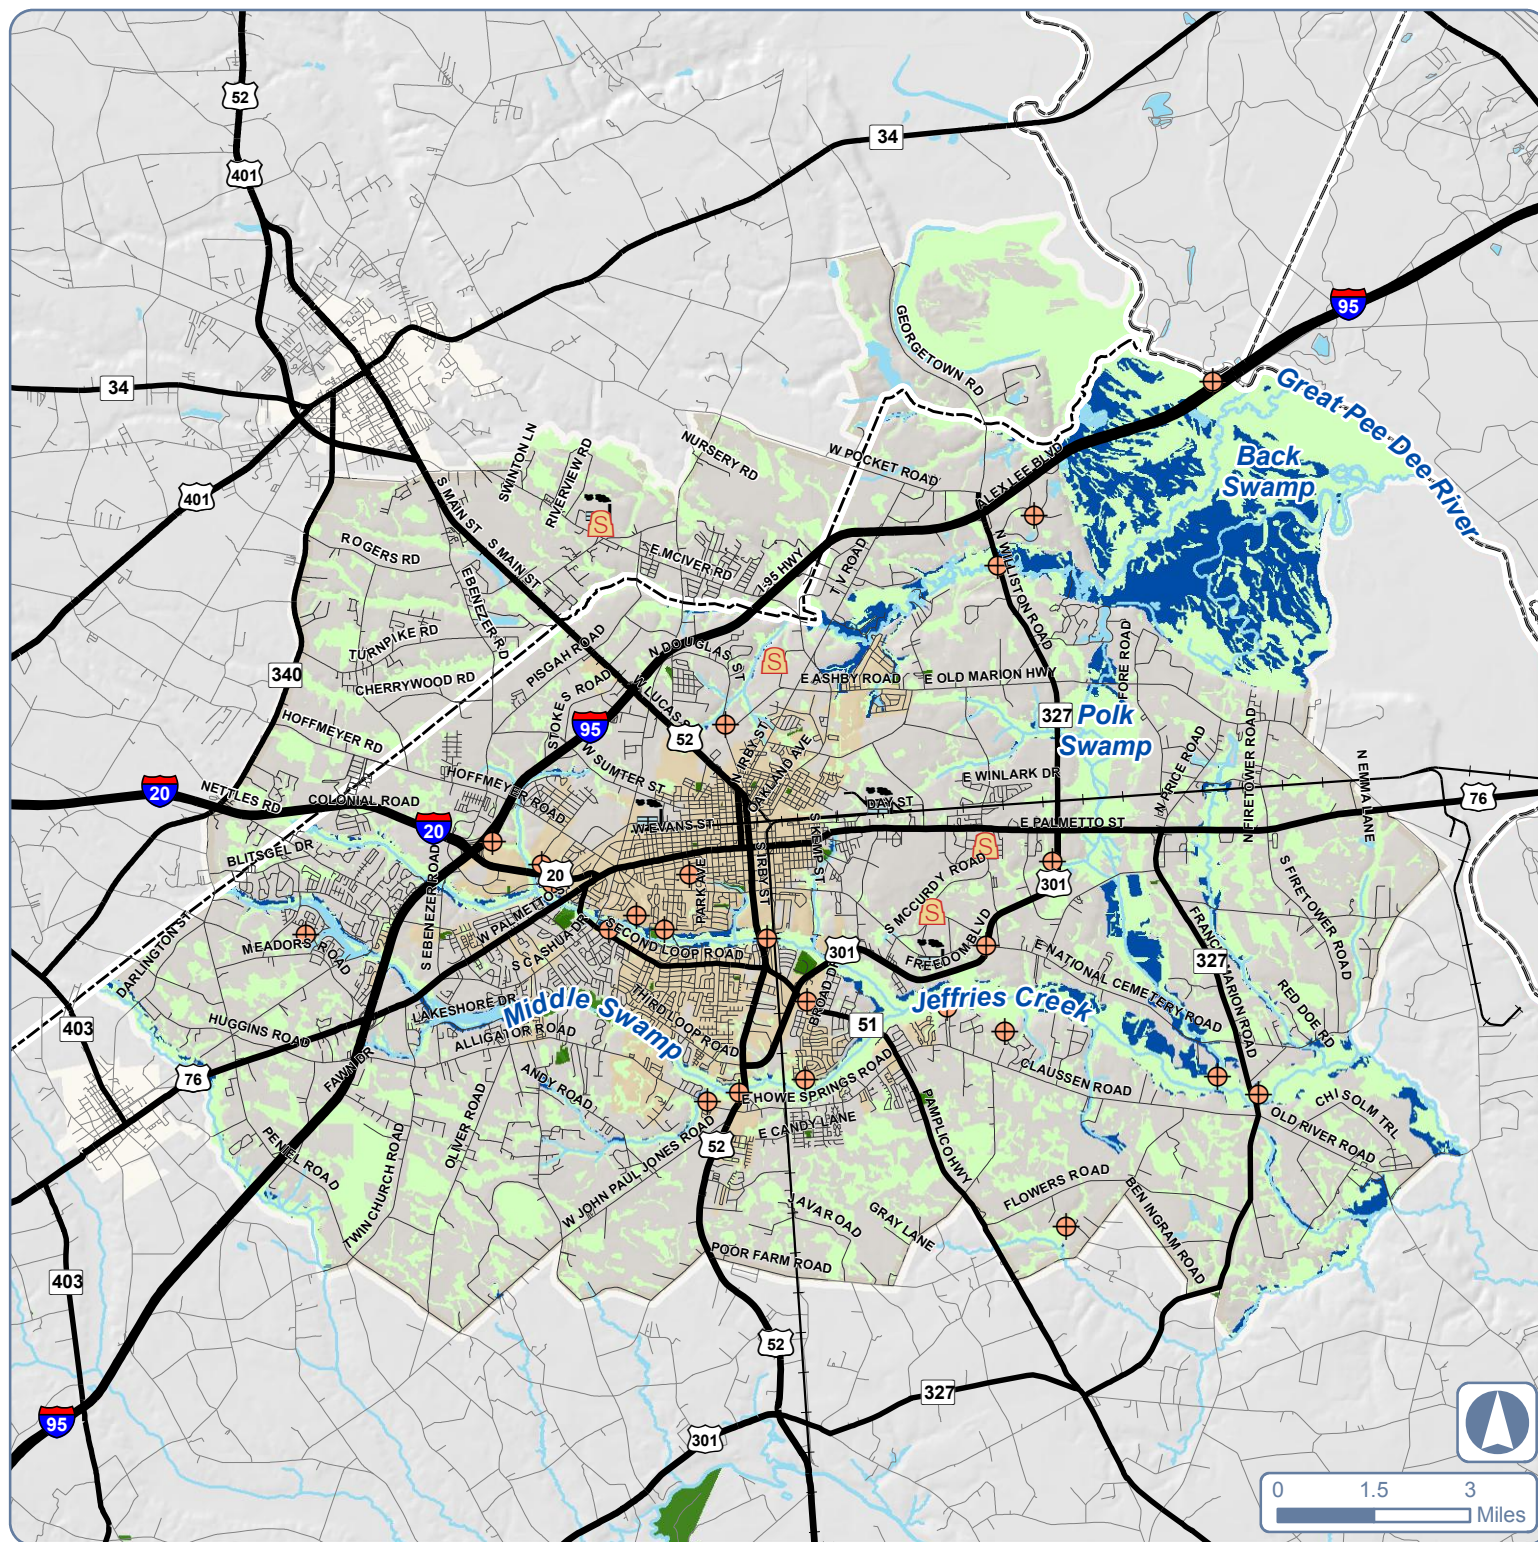 52
401
34
95
GEORGETOWN RD
34
Great Pee Dee River
SWINTON LN
RIVERVIEW RD
NURSERY RD
W POCKET ROAD
ALEX LEE BLVD
Back
Swamp
401
S MAIN ST
S
ROGERS RD
S MAIN ST
E MCIVER RD
I-95 HWY
T V ROAD
N WILLISTON ROAD
EBENEZER RD
TURNPIKE RD
PISGAH ROAD
N DOUGLAS ST
S
E ASHBY ROAD
E OLD MARION HWY
340
CHERRYWOOD RD
STOKES ROAD
327
Polk
Swamp
HOFFMEYER RD
95
52
W SUMTER ST
N IRBY ST
OAKLAND AVE
N PRICE ROAD
N FIRETOWER ROAD
N EMMA LANE
20
NETTLES RD
COLONIAL ROAD
HOFFMEYER ROAD
E WINLARK DR
DAY ST
76
20
W EVANS ST
S KEMP ST
E PALMETTO ST
BLITSGEL DR
S EBENEZER ROAD
20
PARK AVE
S IRBY ST
S
S MCCURDY ROAD
301
S FIRETOWER ROAD
W PALMETTO S
S
DARLINGTON ST
MEADORS ROAD
S CASHUA DR
SECOND LOOP ROAD
301
FREEDOM BLVD
E NATIONAL CEMETERY ROAD
FRANCIS MARION ROAD
327
RED DOE RD
403
HUGGINS ROAD
LAKESHORE DR
Middle Swamp
THIRD LOOP ROAD
BROAD DR
51
Jeffries Creek
ALLIGATOR ROAD
76
FAWN DR
ANDY ROAD
E HOWE SPRINGS ROAD
CLAUSSEN ROAD
CHISOLM TRL
OLD RIVER ROAD
PENIEL ROAD
TWIN CHURCH ROAD
OLIVER ROAD
W JOHN PAUL JONES ROAD
52
E CANDY LANE
PAMPLICO HWY
FLOWERS ROAD
BEN INGRAM ROAD
JAVAROAD
GRAY LANE
POOR FARM ROAD
403
52
327
95
301
0 1.5 3
Miles